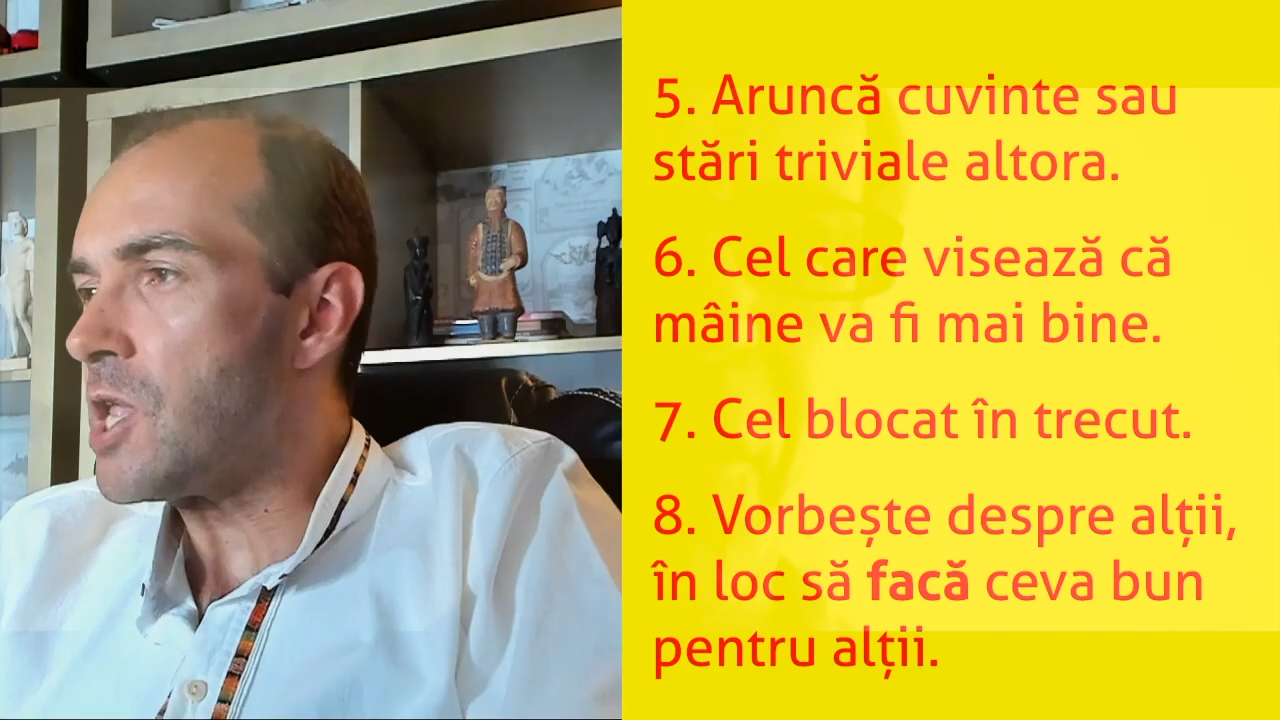 5. Aruncă cuvinte sau
stări triviale altora.
6. Cel care visează că
mâine va fi mai bine.
7. Cel blocat în trecut.
8. Vorbește despre alții,
în loc să facă ceva bun
pentru alții.